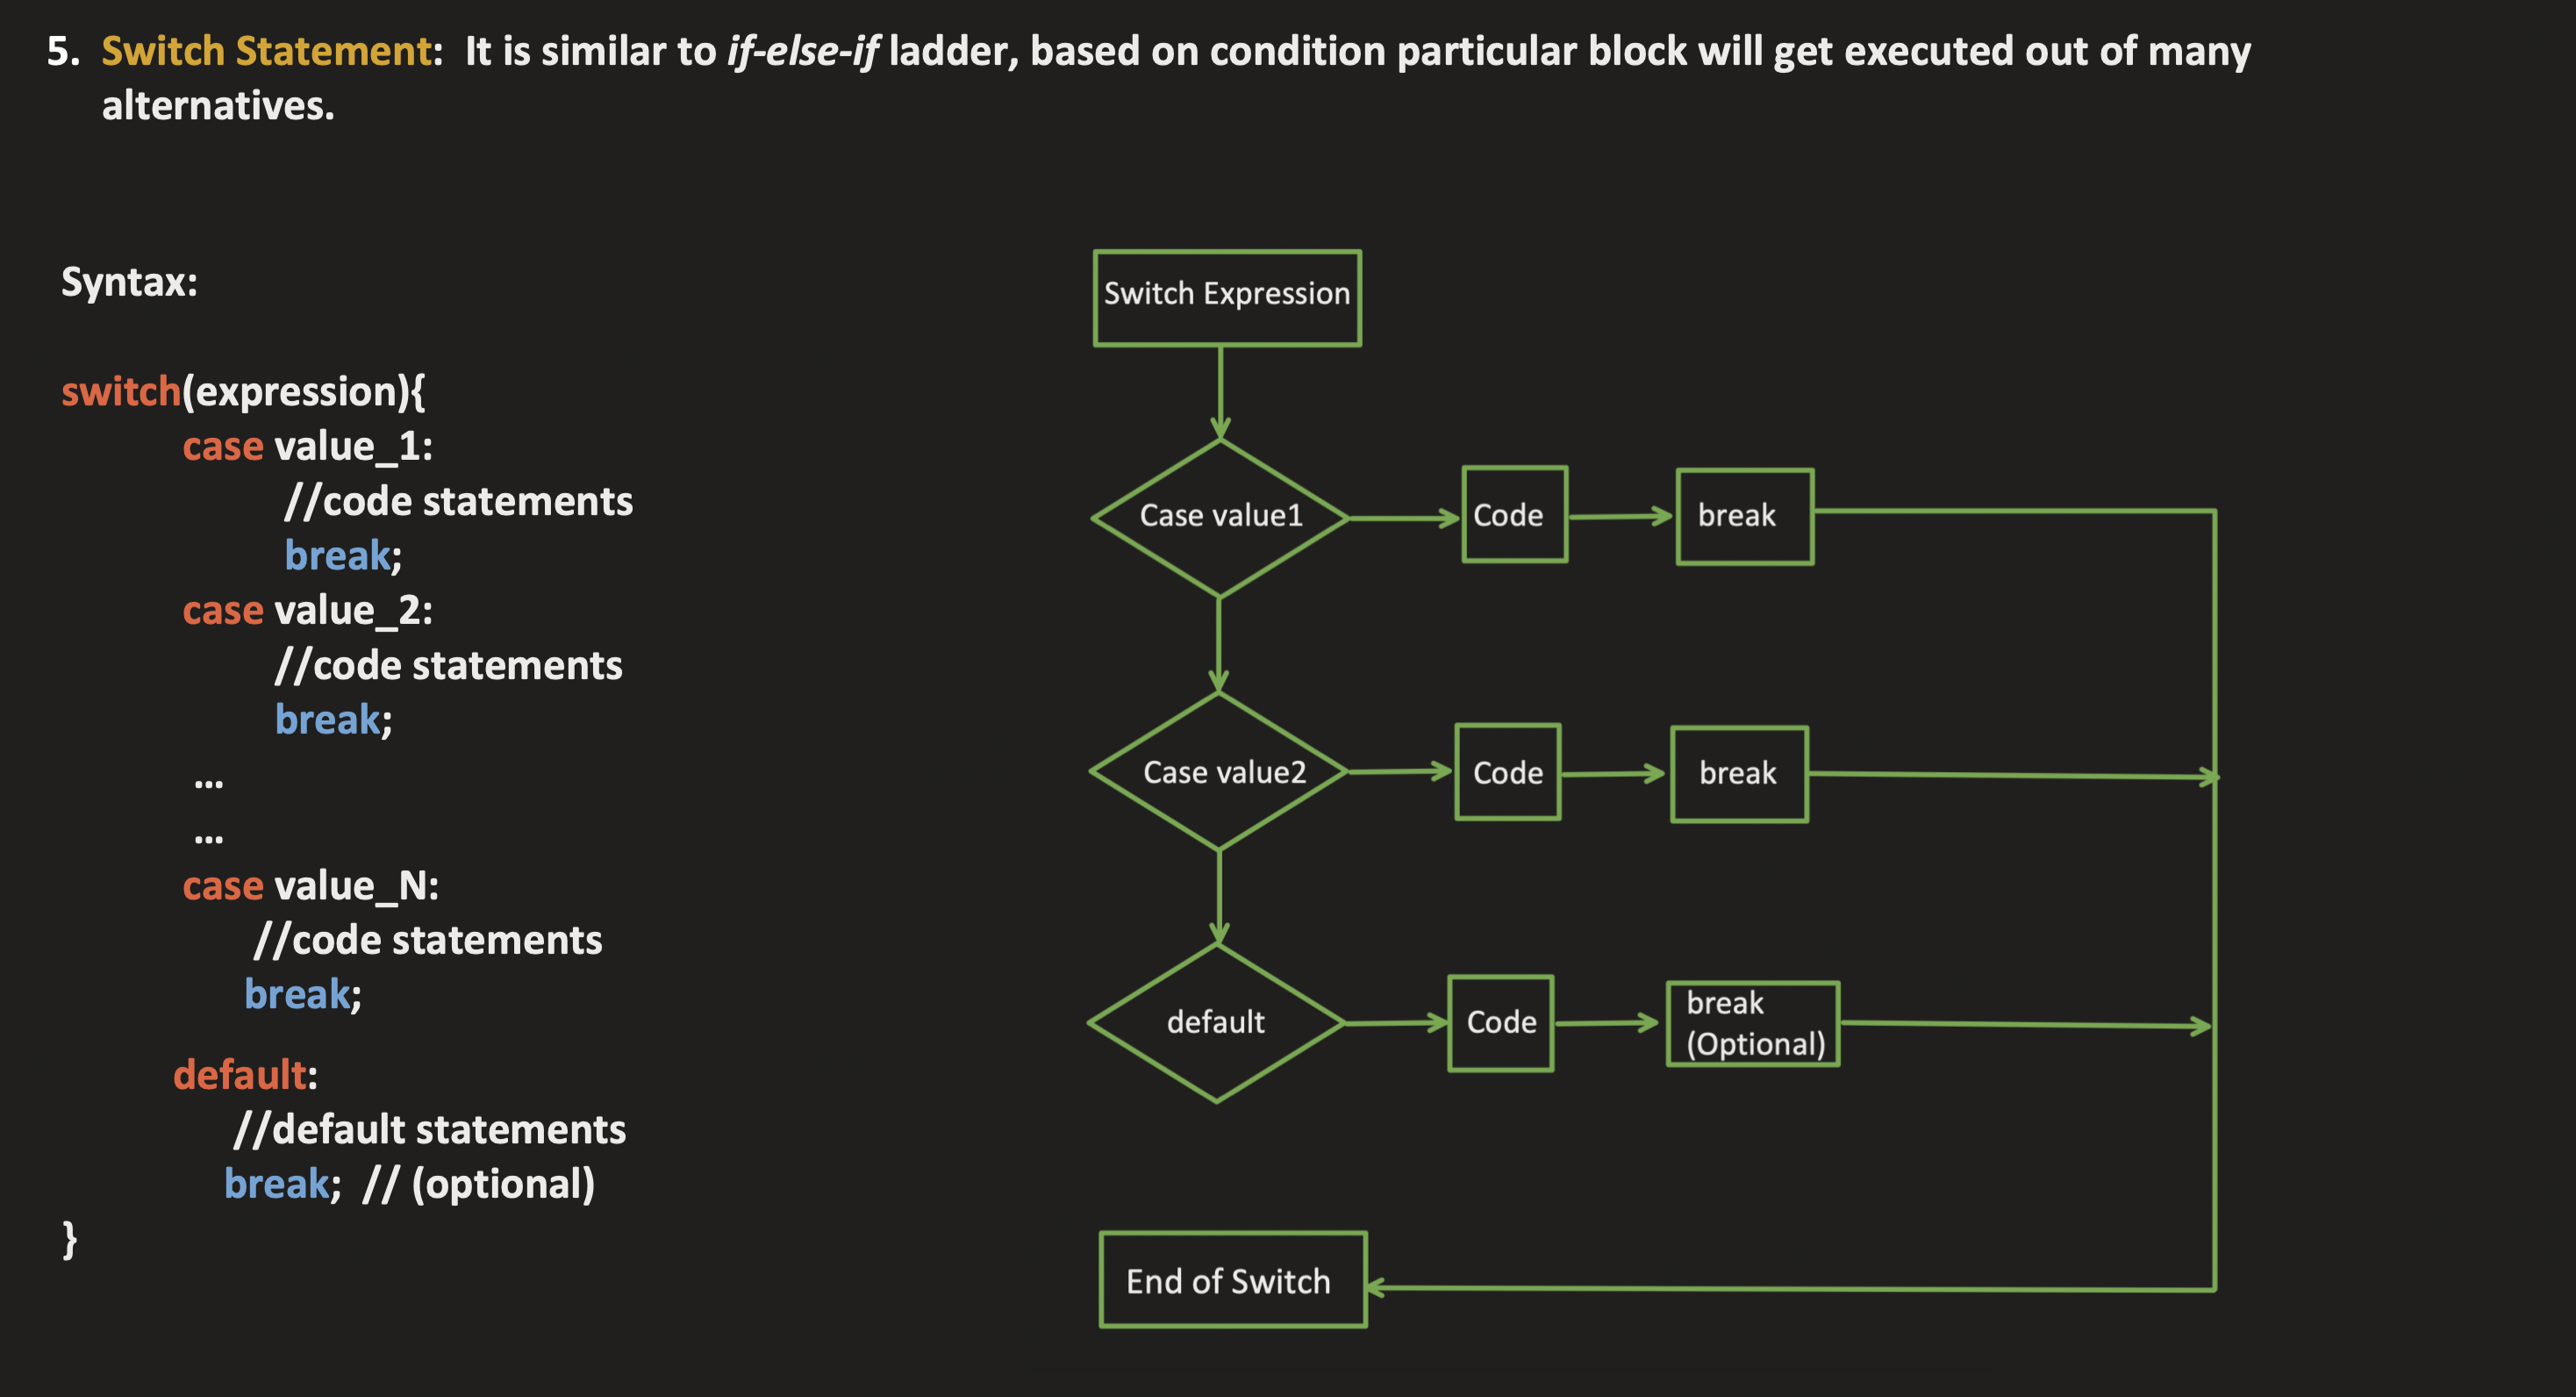 5. Switch Statement: It is similar to if-else-if ladder, based on condition particular block will get executed out of many
alternatives.
Syntax:
switch(expression){
case value_1:
//code statements
break;
case value_2:
//code statements
break;
...
...
case value_N:
//code statements
break;
default:
//default statements
break; // (optional)
}
Switch Expression
Case value1
Code
break
Case value2
Code
break
default
Code
break
(Optional)
End of Switch